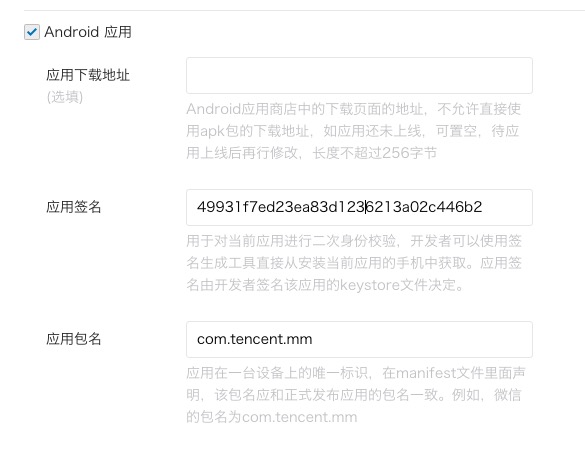 Android 应用
应用下载地址
(选填)
Android应用商店中的下载页面的地址，不允许直接使
用apk包的下载地址，如应用还未上线，可置空，待应
用上线后再行修改，长度不超过256字节
应用签名
49931f7ed23ea83d1236213a02c446b2
用于对当前应用进行二次身份校验，开发者可以使用签
名生成工具直接从安装当前应用的手机中获取。应用签
名由开发者签名该应用的keystore文件决定。
应用包名
com.tencent.mm
应用在一台设备上的唯一标识，在manifest文件里面声
明，该包名应和正式发布应用的包名一致。例如，微信
的包名为com.tencent.mm